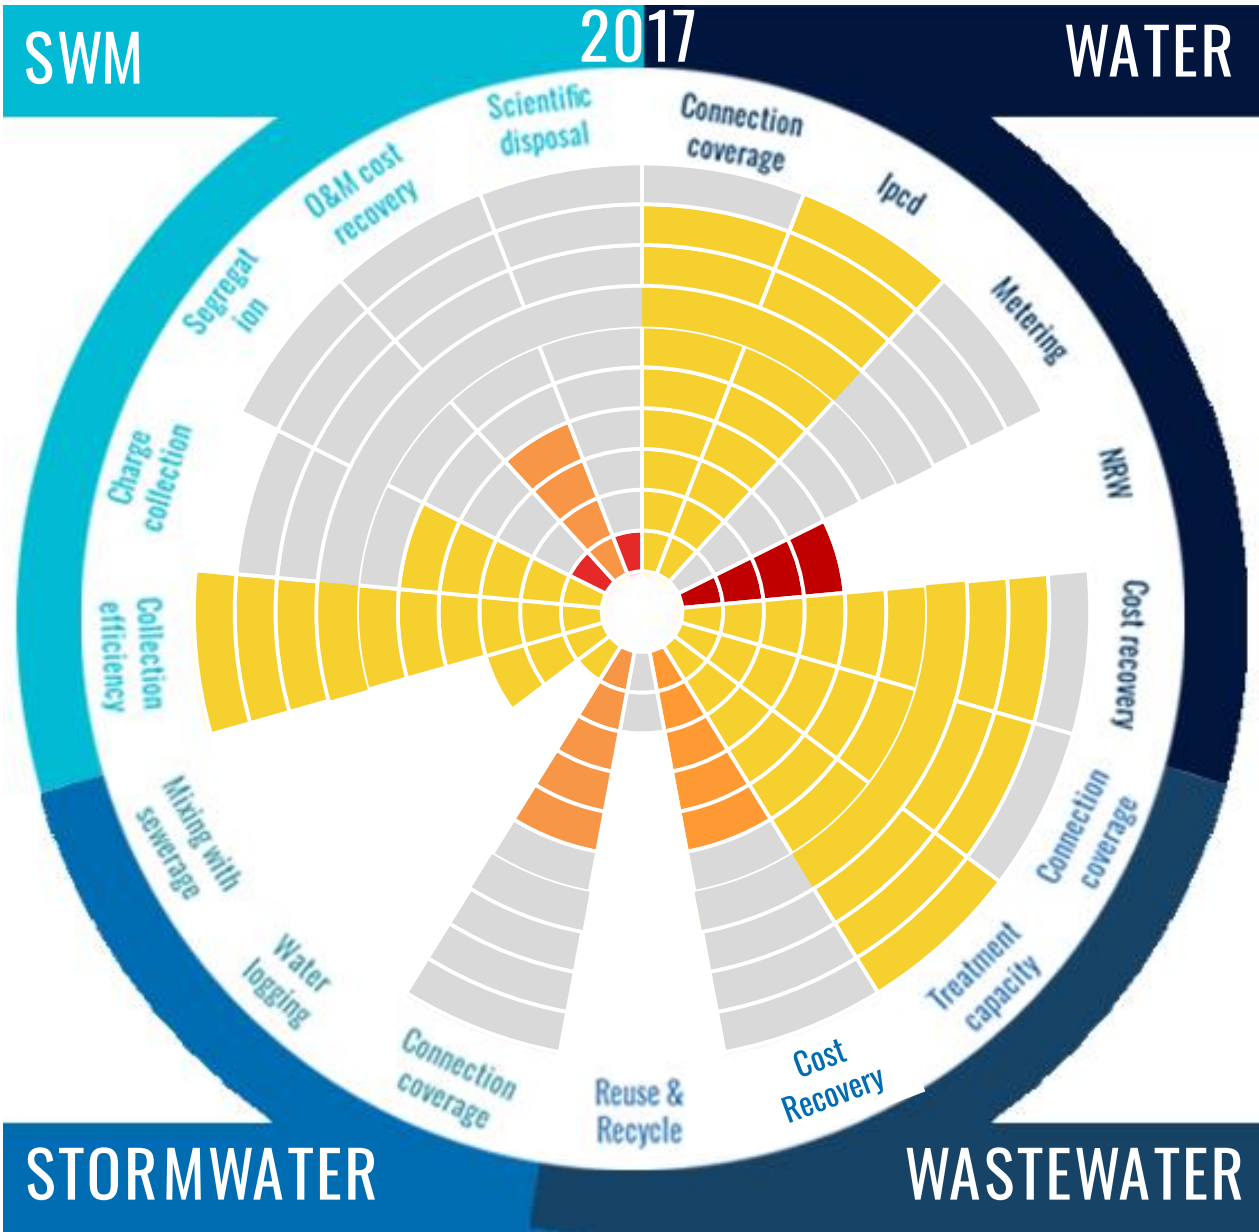 2017
SWM
WATER
Scientific
disposal
Connection
coverage
lpcd
Metering
NRW
Cost recovery
Connection
coverage
Treatment
capacity
Cost
Recovery
Reuse &
Recycle
Connection
coverage
Water
logging
Mixing with
sewerage
Collection
efficiency
Charge
collection
Segregat
ion
O&M cost
recovery
STORMWATER
WASTEWATER